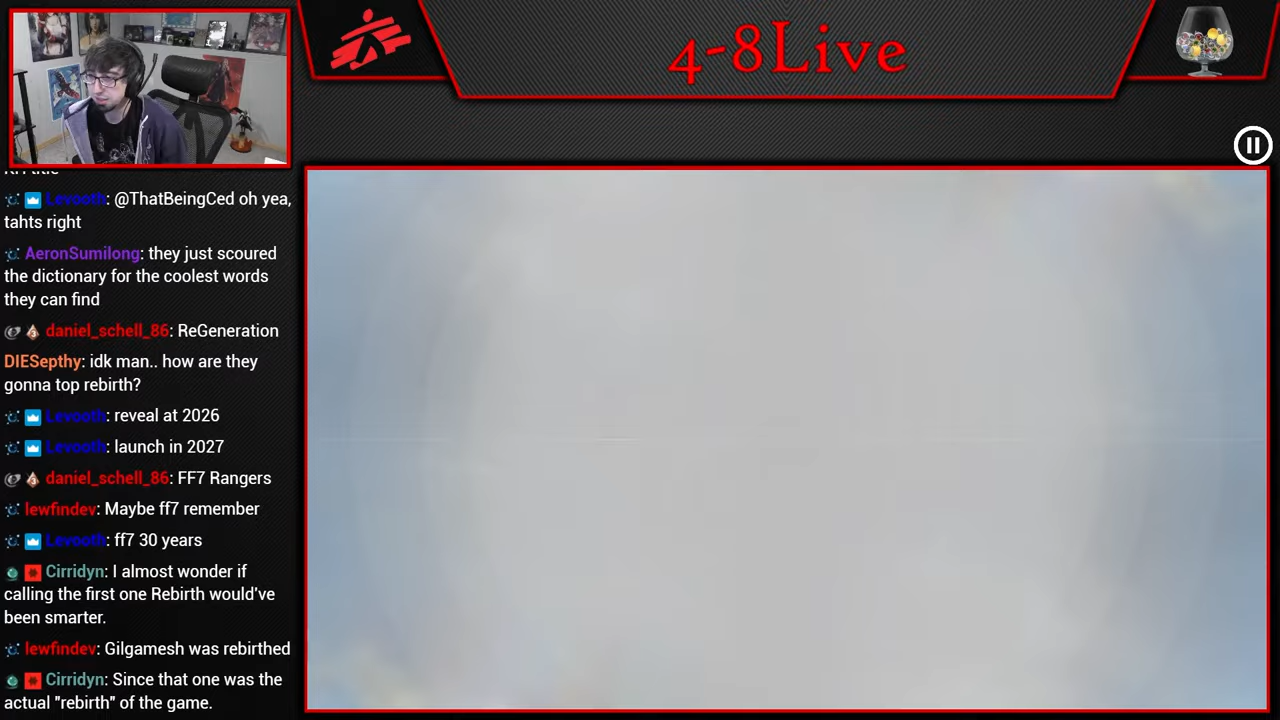 4-8Live
Levooth: @ThatBeingCed oh yea,
tahts right
AeronSumilong: they just scoured
the dictionary for the coolest words
they can find
daniel_schell_86: ReGeneration
DIESepthy: idk man.. how are they
gonna top rebirth?
Levooth: reveal at 2026
Levooth: launch in 2027
daniel_schell_86: FF7 Rangers
lewfindev: Maybe ff7 remember
Levooth: ff7 30 years
Cirridyn: I almost wonder if
calling the first one Rebirth would've
been smarter.
lewfindev: Gilgamesh was rebirthed
Cirridyn: Since that one was the
actual "rebirth" of the game.